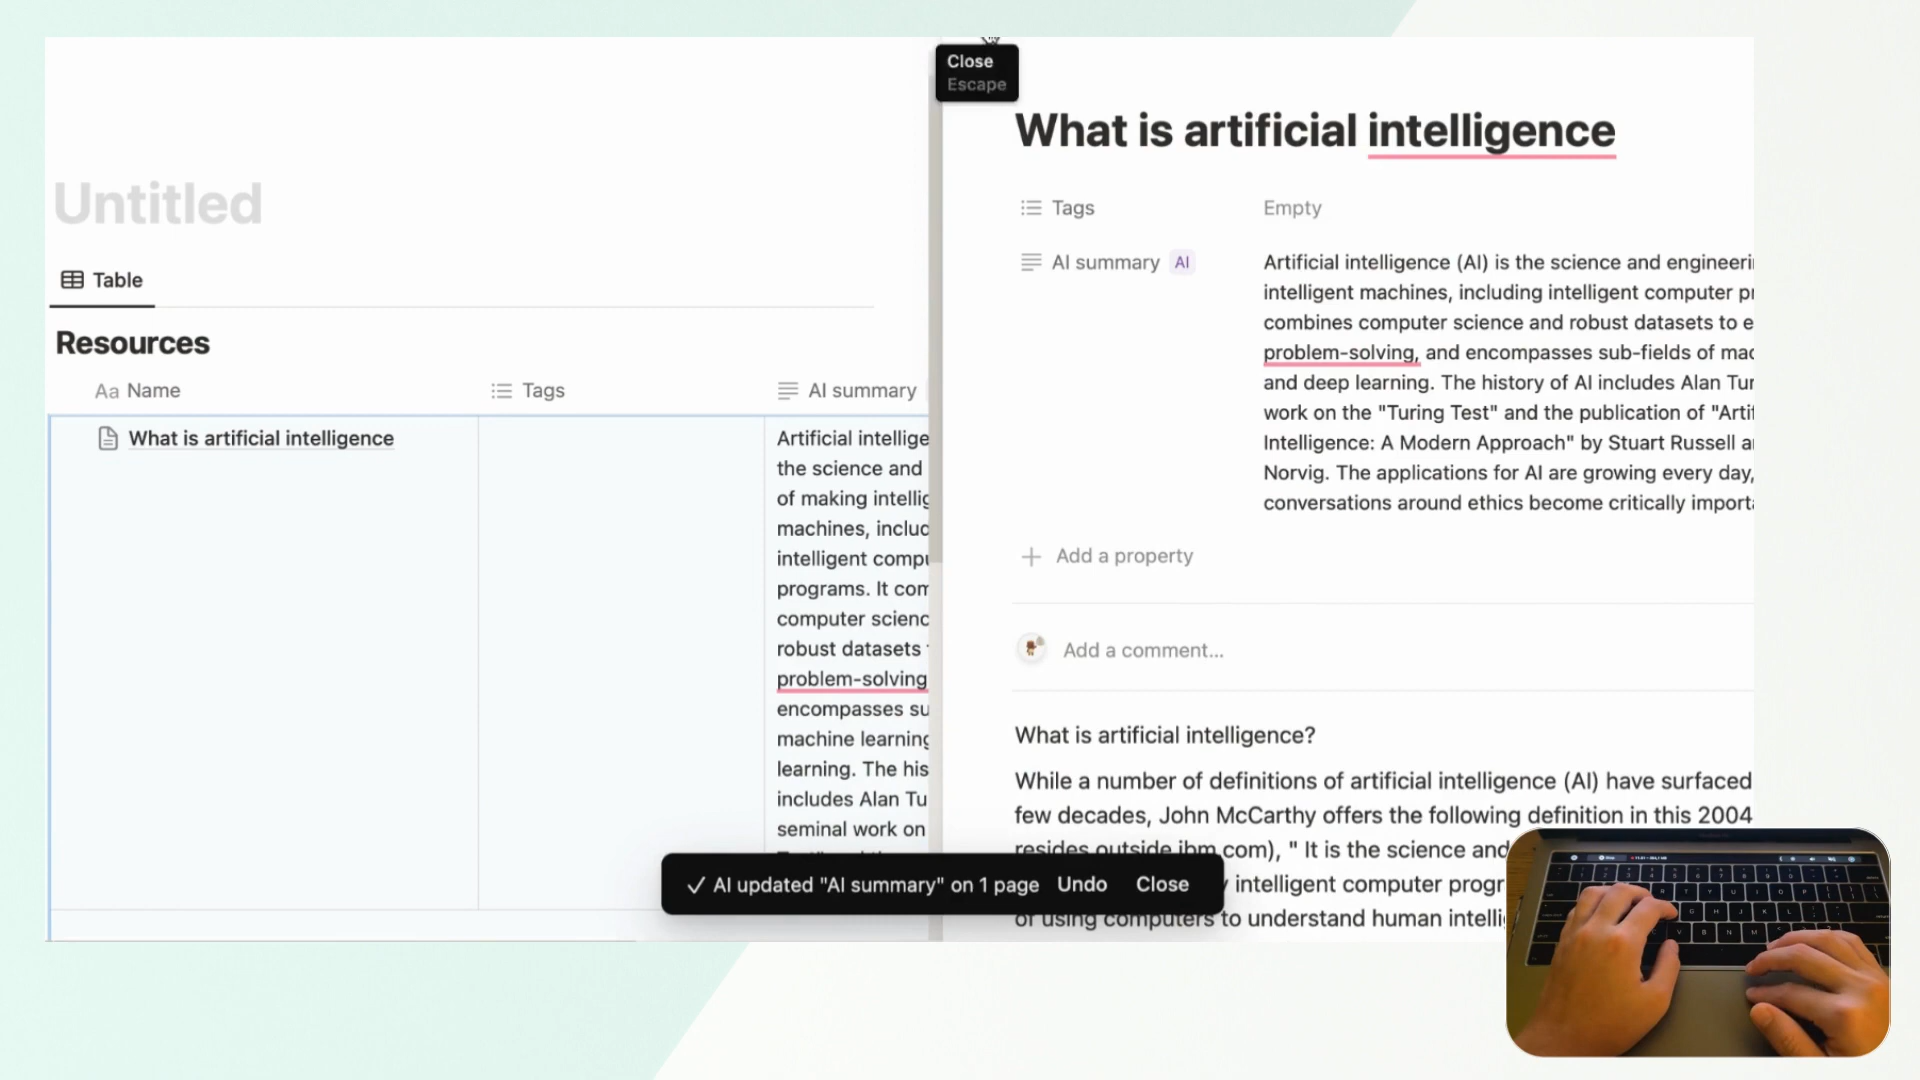 Close
Escape
Untitled
Table
Resources
Aa Name
Tags
AI summary
What is artificial intelligence
Artificial intellige
the science and
of making intellig
machines, includ
intelligent compu
programs. It com
computer scienc
robust datasets
problem-solving
encompasses su
machine learning
learning. The his
includes Alan Tu
seminal work on
What is artificial intelligence
Tags
Empty
AI summary AI
Artificial intelligence (AI) is the science and engineeri
intelligent machines, including intelligent computer pr
combines computer science and robust datasets to e
problem-solving, and encompasses sub-fields of mac
and deep learning. The history of AI includes Alan Tur
work on the "Turing Test" and the publication of "Artif
Intelligence: A Modern Approach" by Stuart Russell a
Norvig. The applications for AI are growing every day,
conversations around ethics become critically importa
Add a property
Add a comment...
What is artificial intelligence?
While a number of definitions of artificial intelligence (AI) have surfaced
few decades, John McCarthy offers the following definition in this 2004
resides outside ibm.com), " It is the science and
intelligent computer progr
of using computers to understand human intelli
AI updated "AI summary" on 1 page Undo Close